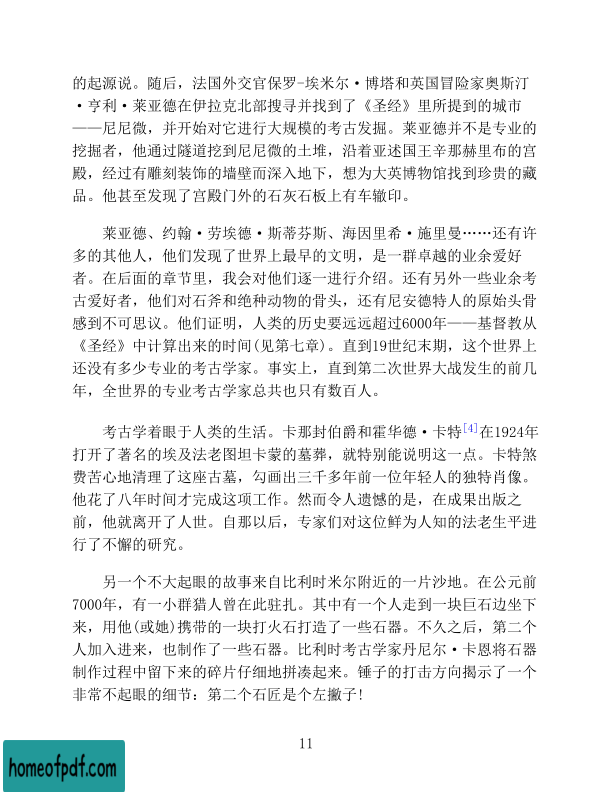 的起源说。随后，法国外交官保罗-埃米尔·博塔和英国冒险家奥斯汀
·亨利·莱亚德在伊拉克北部搜寻并找到了《圣经》里所提到的城市
——尼尼微，并开始对它进行大规模的考古发掘。莱亚德并不是专业的
挖掘者，他通过隧道挖到尼尼微的土堆，沿着亚述国王辛那赫里布的宫
殿，经过有雕刻装饰的墙壁而深入地下，想为大英博物馆找到珍贵的藏
品。他甚至发现了宫殿门外的石灰石板上有车辙印。
莱亚德、约翰·劳埃德·斯蒂芬斯、海因里希·施里曼……还有许
多的其他人，他们发现了世界上最早的文明，是一群卓越的业余爱好
者。在后面的章节里，我会对他们逐一进行介绍。还有另外一些业余考
古爱好者，他们对石斧和绝种动物的骨头，还有尼安德特人的原始头骨
感到不可思议。他们证明，人类的历史要远远超过6000年——基督教从
《圣经》中计算出来的时间(见第七章)。直到19世纪末期，这个世界上
还没有多少专业的考古学家。事实上，直到第二次世界大战发生的前几
年，全世界的专业考古学家总共也只有数百人。
考古学着眼于人类的生活。卡那封伯爵和霍华德·卡特[4]在1924年
打开了著名的埃及法老图坦卡蒙的墓葬，就特别能说明这一点。卡特煞
费苦心地清理了这座古墓，勾画出三千多年前一位年轻人的独特肖像。
他花了八年时间才完成这项工作。然而令人遗憾的是，在成果出版之
前，他就离开了人世。自那以后，专家们对这位鲜为人知的法老生平进
行了不懈的研究。
另一个不大起眼的故事来自比利时米尔附近的一片沙地。在公元前
7000年，有一小群猎人曾在此驻扎。其中有一个人走到一块巨石边坐下
来，用他(或她)携带的一块打火石打造了一些石器。不久之后，第二个
人加入进来，也制作了一些石器。比利时考古学家丹尼尔·卡恩将石器
制作过程中留下来的碎片仔细地拼凑起来。锤子的打击方向揭示了一个
非常不起眼的细节：第二个石匠是个左撇子!
11
homeofpdf.com